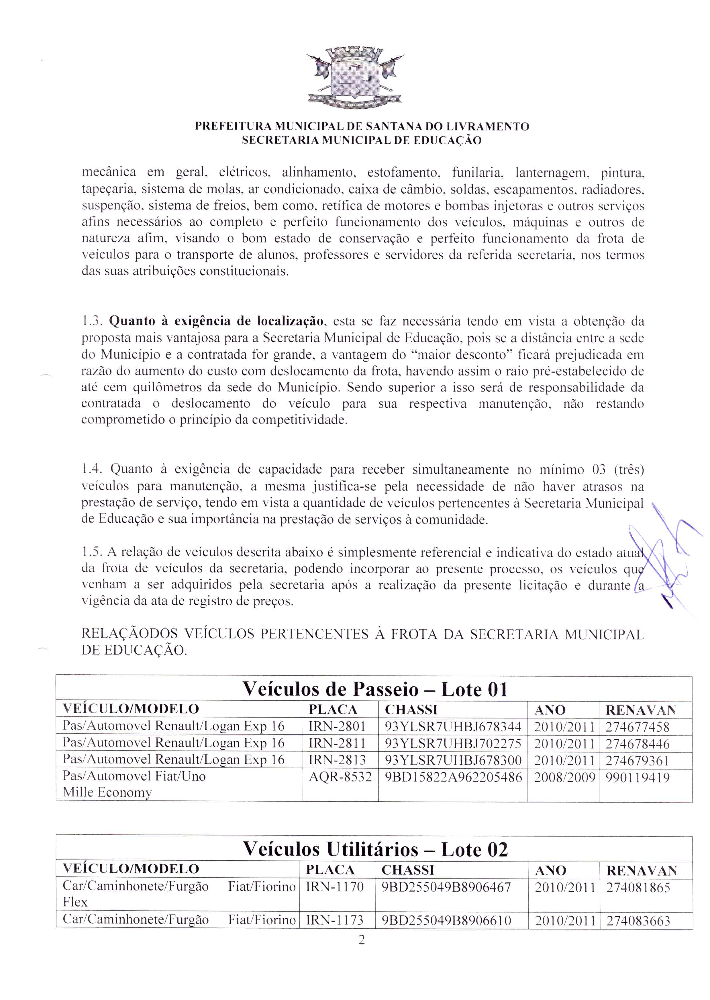 30-07 SANTANA DO LIVRAMENTO 1823
PREFEITURA MUNICIPAL DE SANTANA DO LIVRAMENTO
SECRETARIA MUNICIPAL DE EDUCAÇÃO
mecânica em geral, elétricos, alinhamento, estofamento, funilaria, lanternagem, pintura,
tapeçaria, sistema de molas, ar condicionado, caixa de câmbio, soldas, escapamentos, radiadores,
suspenção, sistema de freios, bem como, retífica de motores e bombas injetoras e outros serviços
afins necessários ao completo e perfeito funcionamento dos veículos, máquinas e outros de
natureza afim, visando o bom estado de conservação e perfeito funcionamento da frota de
veículos para o transporte de alunos, professores e servidores da referida secretaria, nos termos
das suas atribuições constitucionais.
1.3. Quanto à exigência de localização, esta se faz necessária tendo em vista a obtenção da
proposta mais vantajosa para a Secretaria Municipal de Educação, pois se a distância entre a sede
do Município e a contratada for grande, a vantagem do “maior desconto” ficará prejudicada em
razão do aumento do custo com deslocamento da frota, havendo assim o raio pré-estabelecido de
até cem quilômetros da sede do Município. Sendo superior a isso será de responsabilidade da
contratada o deslocamento do veículo para sua respectiva manutenção, não restando
comprometido o princípio da competitividade.
1.4. Quanto à exigência de capacidade para receber simultaneamente no mínimo 03 (três)
veículos para manutenção, a mesma justifica-se pela necessidade de não haver atrasos na
prestação de serviço, tendo em vista a quantidade de veículos pertencentes à Secretaria Municipal
de Educação e sua importância na prestação de serviços à comunidade.
1.5. A relação de veículos descrita abaixo é simplesmente referencial e indicativa do estado atual
da frota de veículos da secretaria, podendo incorporar ao presente processo, os veículos que
venham a ser adquiridos pela secretaria após a realização da presente licitação e durante a
vigência da ata de registro de preços.
RELAÇÃODOS VEÍCULOS PERTENCENTES À FROTA DA SECRETARIA MUNICIPAL
DE EDUCAÇÃO.
Veículos de Passeio – Lote 01
VEÍCULO/MODELO PLACA CHASSI ANO RENAVAN
Pas/Automovel Renault/Logan Exp 16 IRN-2801 93YLSR7UHBJ678344 2010/2011 274677458
Pas/Automovel Renault/Logan Exp 16 IRN-2811 93YLSR7UHBJ702275 2010/2011 274678446
Pas/Automovel Renault/Logan Exp 16 IRN-2813 93YLSR7UHBJ678300 2010/2011 274679361
Pas/Automovel Fiat/Uno AQR-8532 9BD15822A962205486 2008/2009 990119419
Mille Economy
Veículos Utilitários – Lote 02
VEÍCULO/MODELO PLACA CHASSI ANO RENAVAN
Car/Caminhonete/Furgão Fiat/Fiorino IRN-1170 9BD255049B8906467 2010/2011 274081865
Flex
Car/Caminhonete/Furgão Fiat/Fiorino IRN-1173 9BD255049B8906610 2010/2011 274083663
2